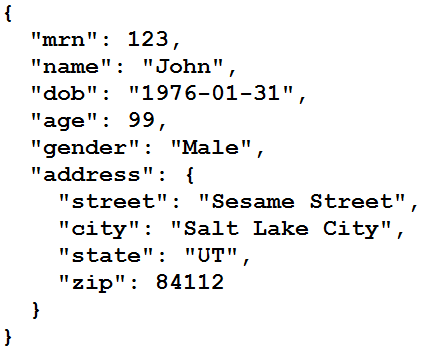 {
  "mrn": 123,
  "name": "John",
  "dob": "1976-01-31",
  "age": 99,
  "gender": "Male",
  "address": {
    "street": "Sesame Street",
    "city": "Salt Lake City",
    "state": "UT",
    "zip": 84112
  }
}